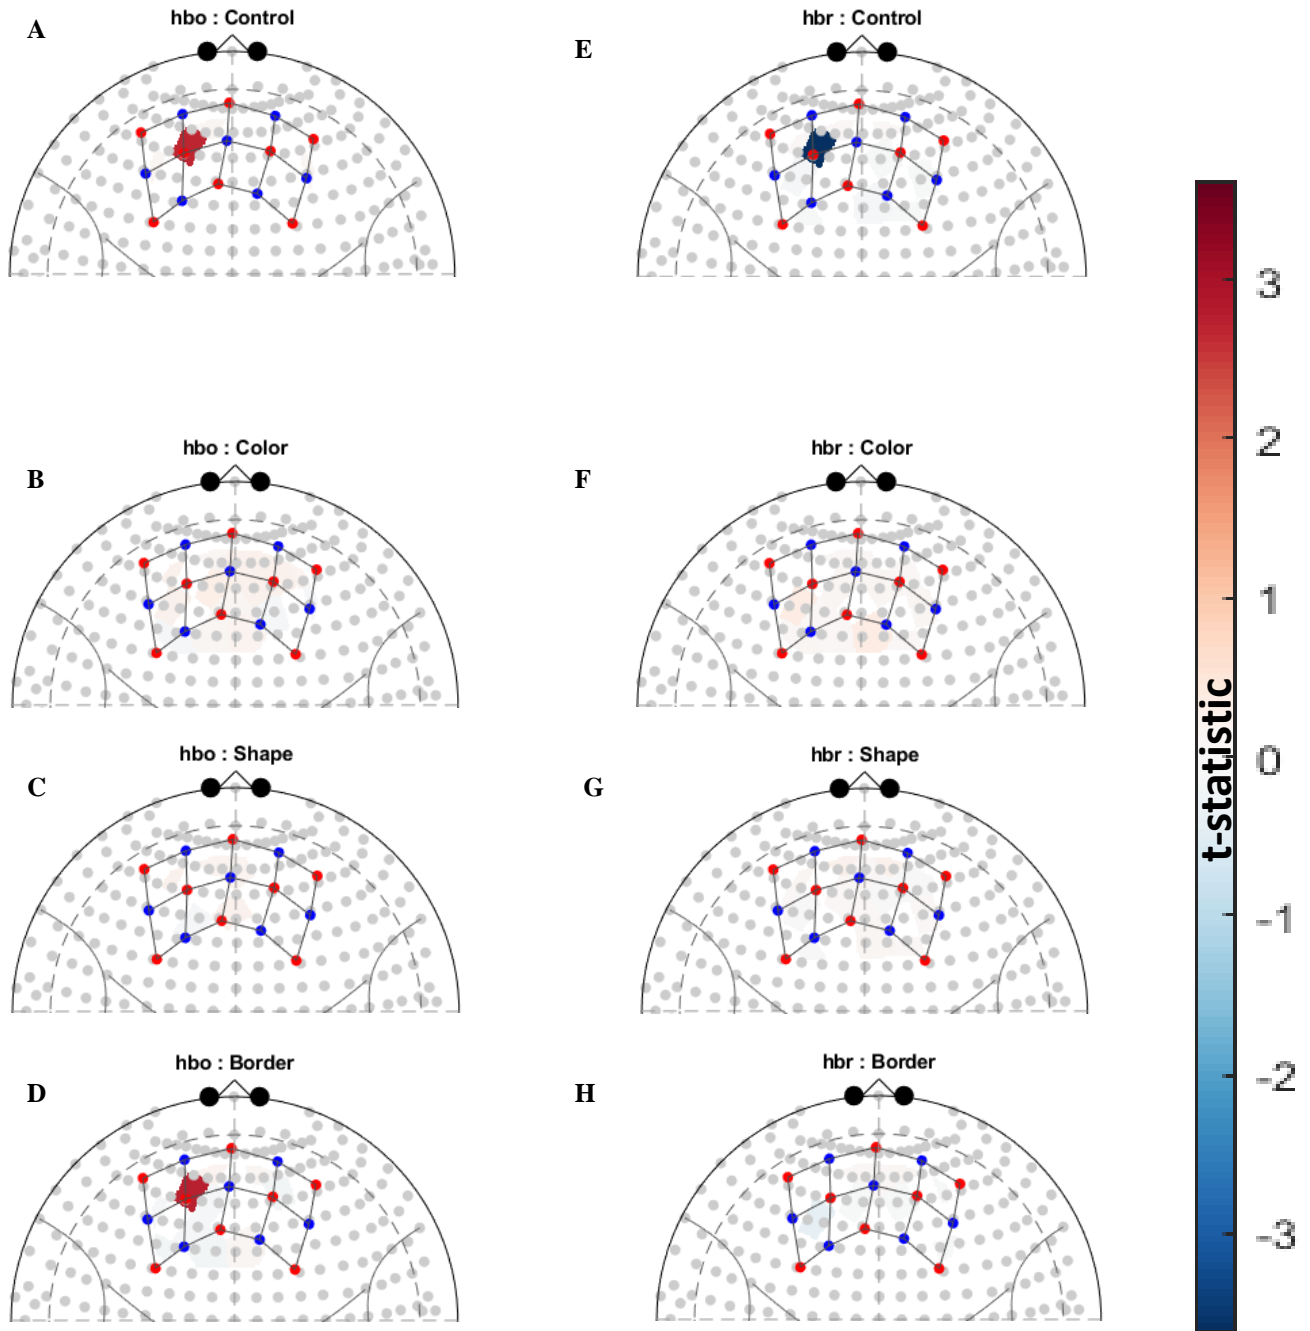 A
hbo : Control
E
hbr : Control
B
hbo : Color
F
hbr : Color
C
hbo : Shape
G
hbr : Shape
D
hbo : Border
H
hbr : Border
3
2
1
0
-1
-2
-3
t-statistic